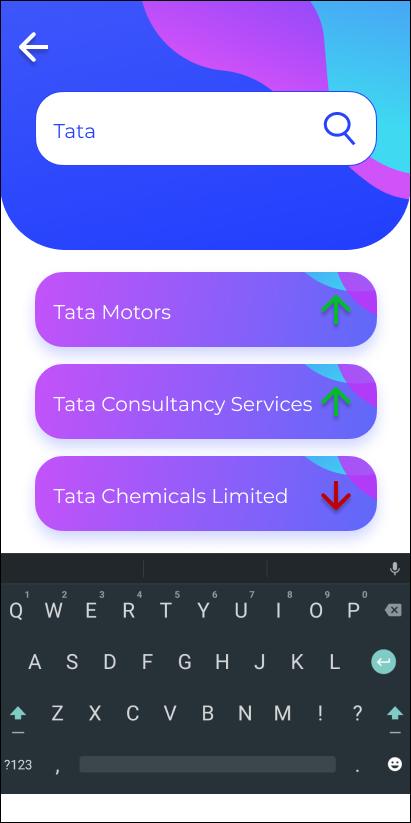 Tata
Tata Motors
Tata Consultancy Services
Tata Chemicals Limited
1 2 3 4 5 6 7 8 9 0
Q W E R T Y U I O P
A S D F G H J K L
Z X C V B N M ! ?
?123 , .